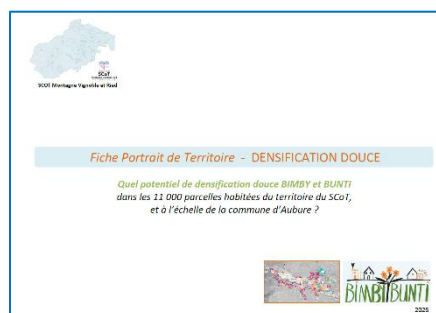 SCoT
SCOT Montagne Vignoble et Ried
Fiche Portrait de Territoire - DENSIFICATION DOUCE
Quel potentiel de densification douce BIMBY et BUNTI
dans les 11 000 parcelles habitées du territoire du SCoT,
et à l'échelle de la commune d'Aubure ?
BIMBY BUNTI
2025